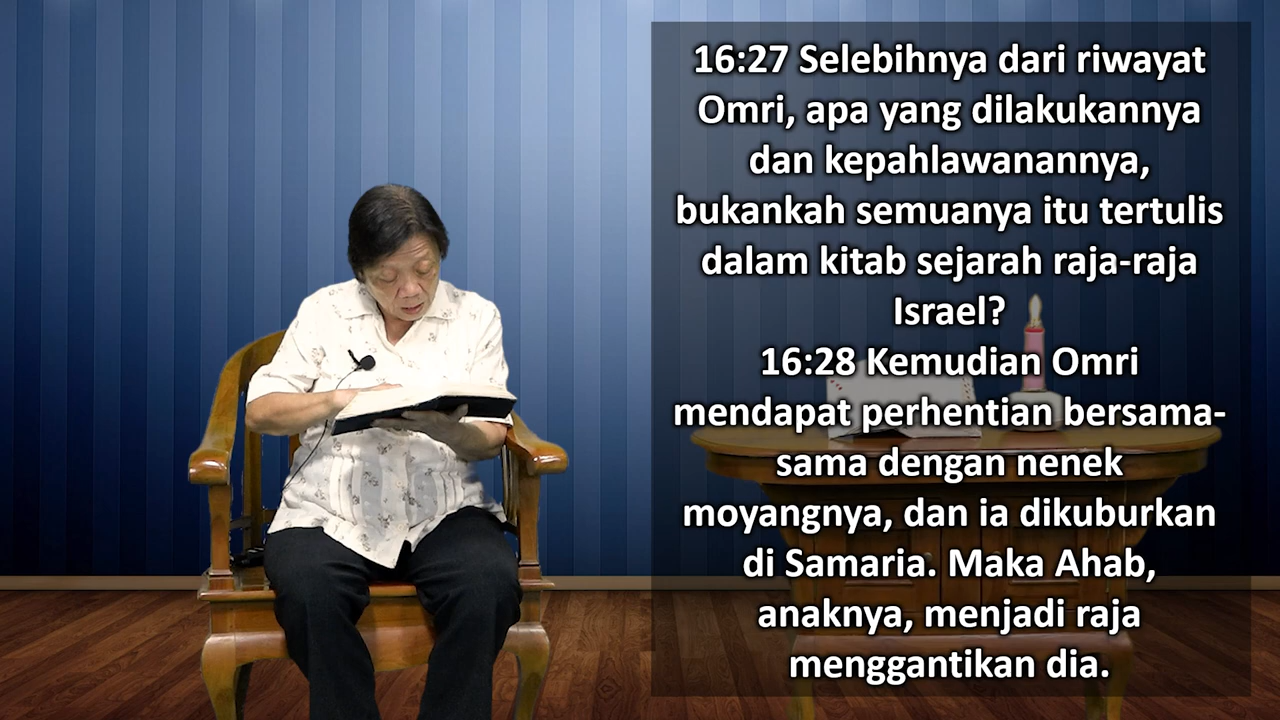 16:27 Selebihnya dari riwayat
Omri, apa yang dilakukannya
dan kepahlawanannya,
bukankah semuanya itu tertulis
dalam kitab sejarah raja-raja
Israel?
16:28 Kemudian Omri
mendapat perhentian bersama-
sama dengan nenek
moyangnya, dan ia dikuburkan
di Samaria. Maka Ahab,
anaknya, menjadi raja
menggantikan dia.